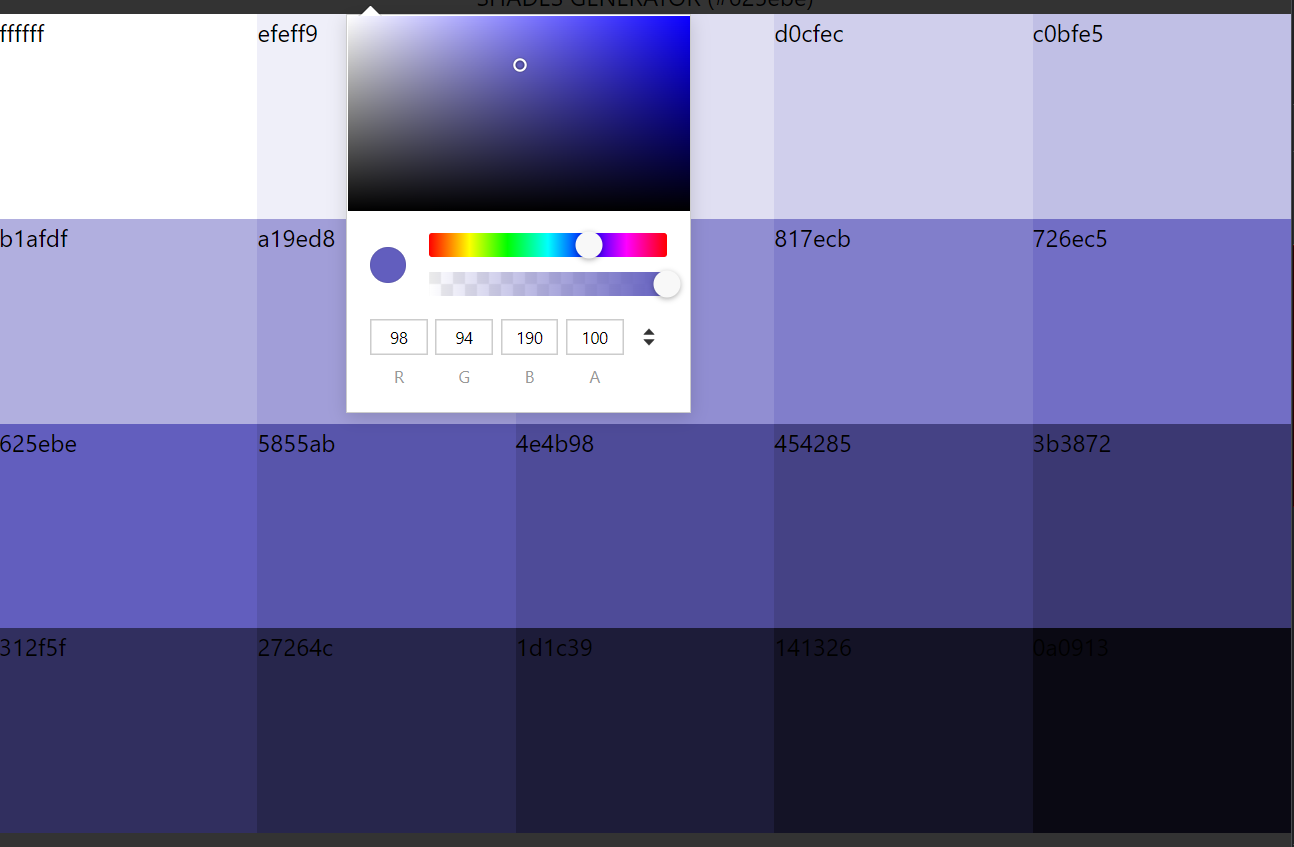 SHADES GENERATOR (#625ebe)
ffffff
efeff9
d0cfec
c0bfe5
b1afdf
a19ed8
817ecb
726ec5
98
94
190
100
R
G
B
A
625ebe
5855ab
4e4b98
454285
3b3872
312f5f
27264c
1d1c39
141326
0a0913